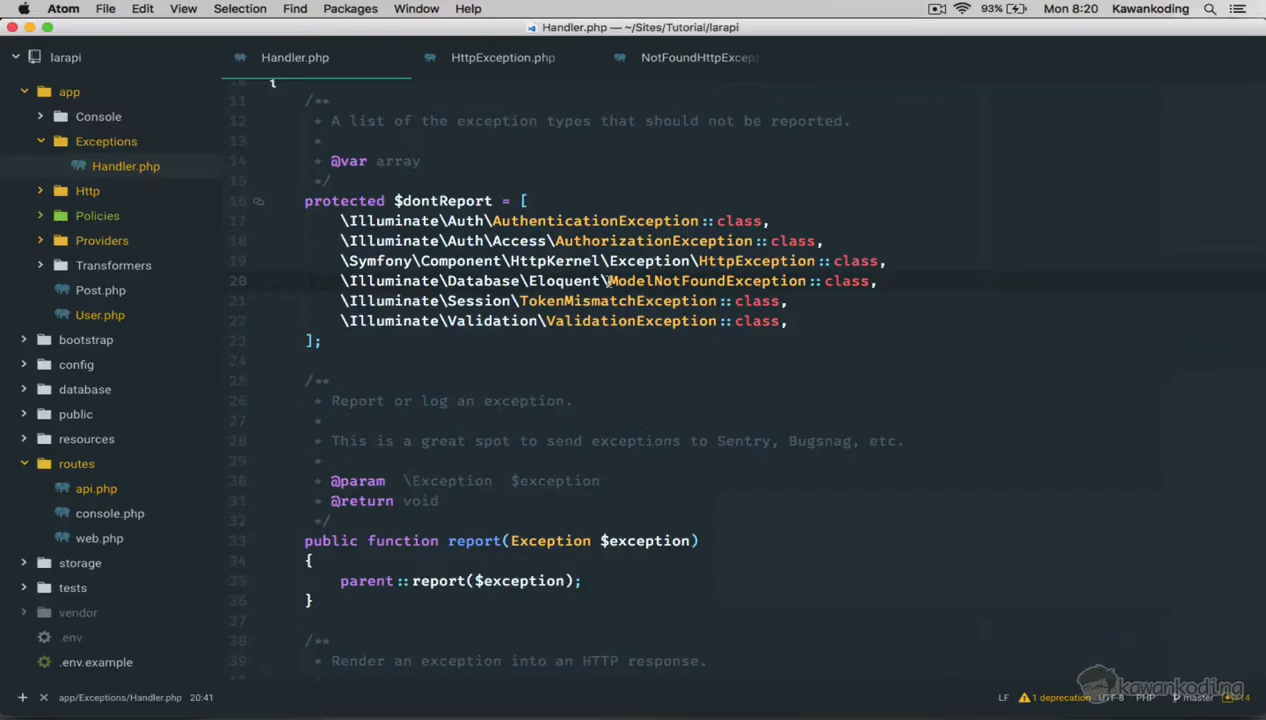 Atom File Edit View Selection Find Packages Window Help 93% Mon 8:20 Kawankoding
Handler.php — ~/Sites/Tutorial/larapi
larapi Handler.php HttpException.php NotFoundHttpExcep
app
Console
Exceptions
Handler.php
Http
Policies
Providers
Transformers
Post.php
User.php
bootstrap
config
database
public
resources
routes
api.php
console.php
web.php
storage
tests
vendor
.env
.env.example
{
11 /**
12 * A list of the exception types that should not be reported.
13 *
14 * @var array
15 */
16 protected $dontReport = [
17 \Illuminate\Auth\AuthenticationException::class,
18 \Illuminate\Auth\Access\AuthorizationException::class,
19 \Symfony\Component\HttpKernel\Exception\HttpException::class,
20 \Illuminate\Database\Eloquent\ModelNotFoundException::class,
21 \Illuminate\Session\TokenMismatchException::class,
22 \Illuminate\Validation\ValidationException::class,
23 ];
24
25 /**
26 * Report or log an exception.
27 *
28 * This is a great spot to send exceptions to Sentry, Bugsnag, etc.
29 *
30 * @param \Exception $exception
31 * @return void
32 */
33 public function report(Exception $exception)
34 {
35 parent::report($exception);
36 }
37
38 /**
39 * Render an exception into an HTTP response.
kawankoding
+ × app/Exceptions/Handler.php 20:41 LF 1 deprecation UTF-8 PHP master